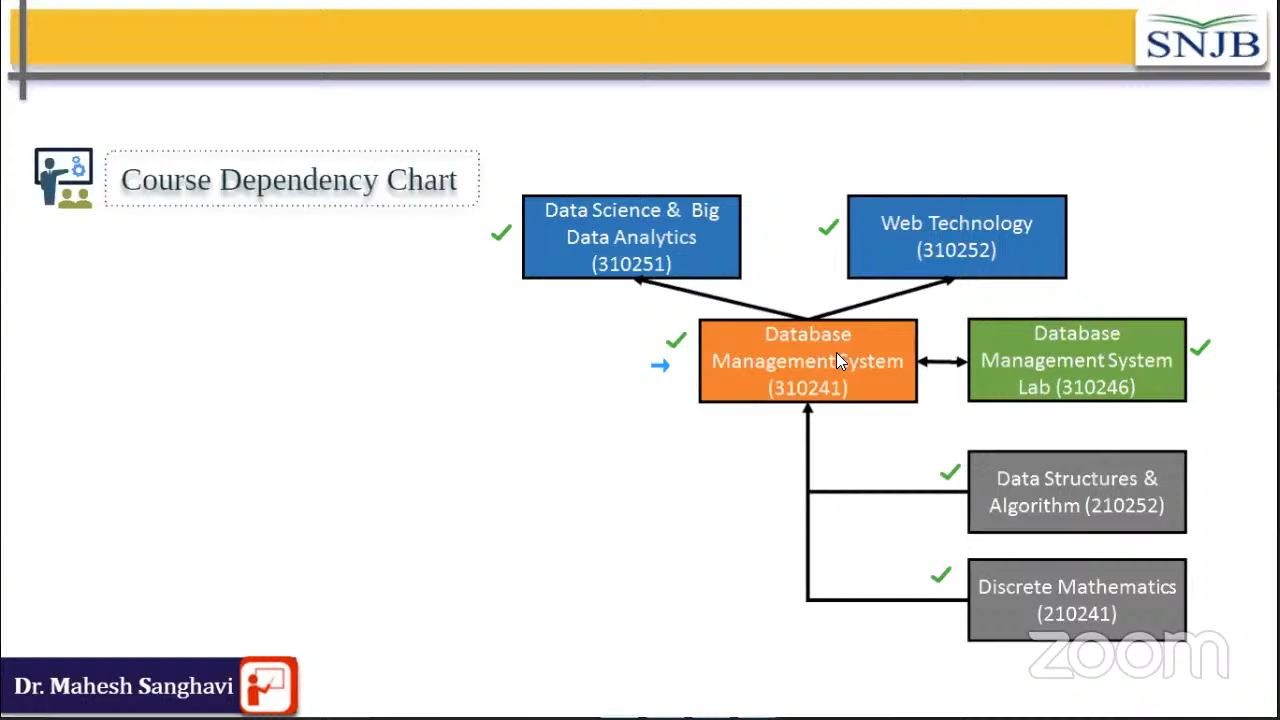 SNJB
Course Dependency Chart
Data Science & Big
Data Analytics
(310251)
Web Technology
(310252)
Database
Management System
(310241)
Database
Management System
Lab (310246)
Data Structures &
Algorithm (210252)
Discrete Mathematics
(210241)
zoom
Dr. Mahesh Sanghavi